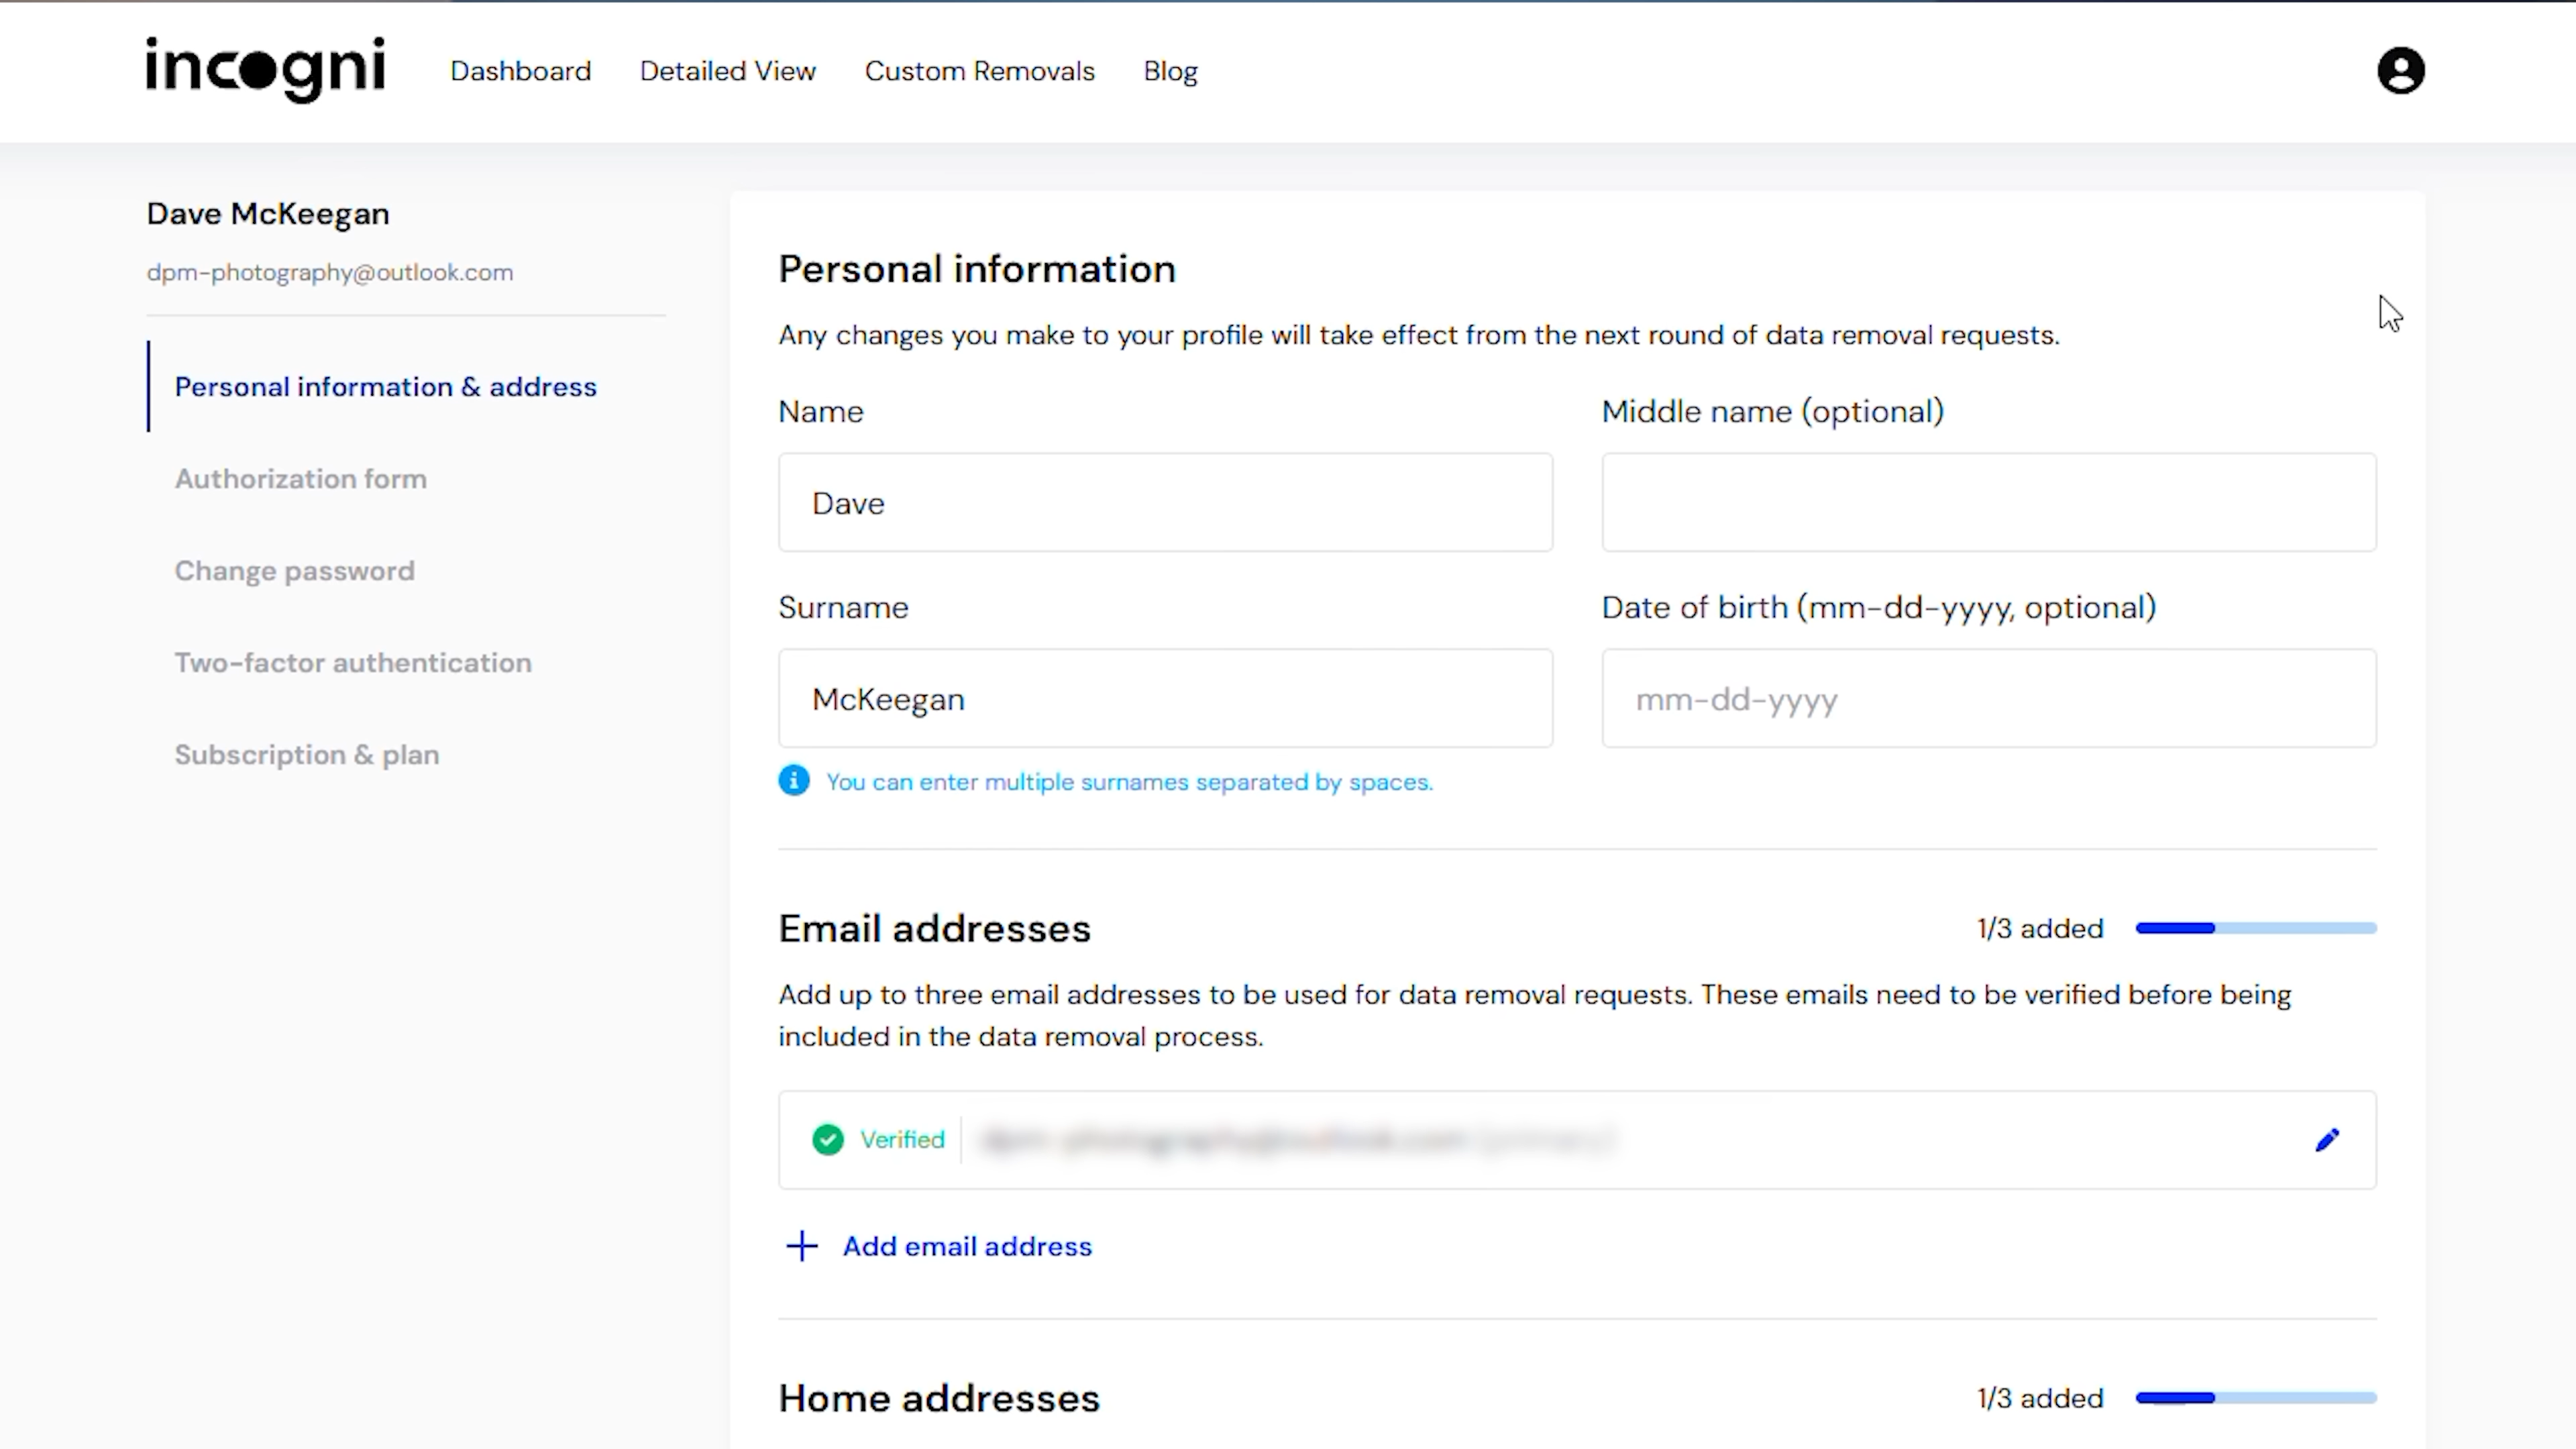 incogni
Dashboard
Detailed View
Custom Removals
Blog
Dave McKeegan
dpm-photography@outlook.com
Personal information & address
Authorization form
Change password
Two-factor authentication
Subscription & plan
Personal information
Any changes you make to your profile will take effect from the next round of data removal requests.
Name
Middle name (optional)
Dave
Surname
Date of birth (mm-dd-yyyy, optional)
McKeegan
mm-dd-yyyy
You can enter multiple surnames separated by spaces.
Email addresses
1/3 added
Add up to three email addresses to be used for data removal requests. These emails need to be verified before being
included in the data removal process.
Verified
Add email address
Home addresses
1/3 added